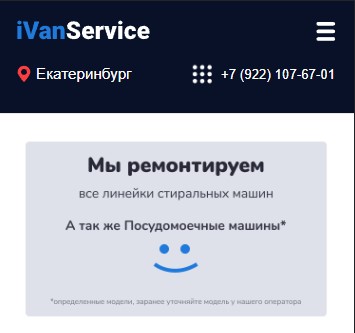 iVanService
Екатеринбург
+7 (922) 107-67-01
Мы ремонтируем
все линейки стиральных машин
А так же Посудомоечные машины*
*определенные модели, заранее уточняйте модель у нашего оператора